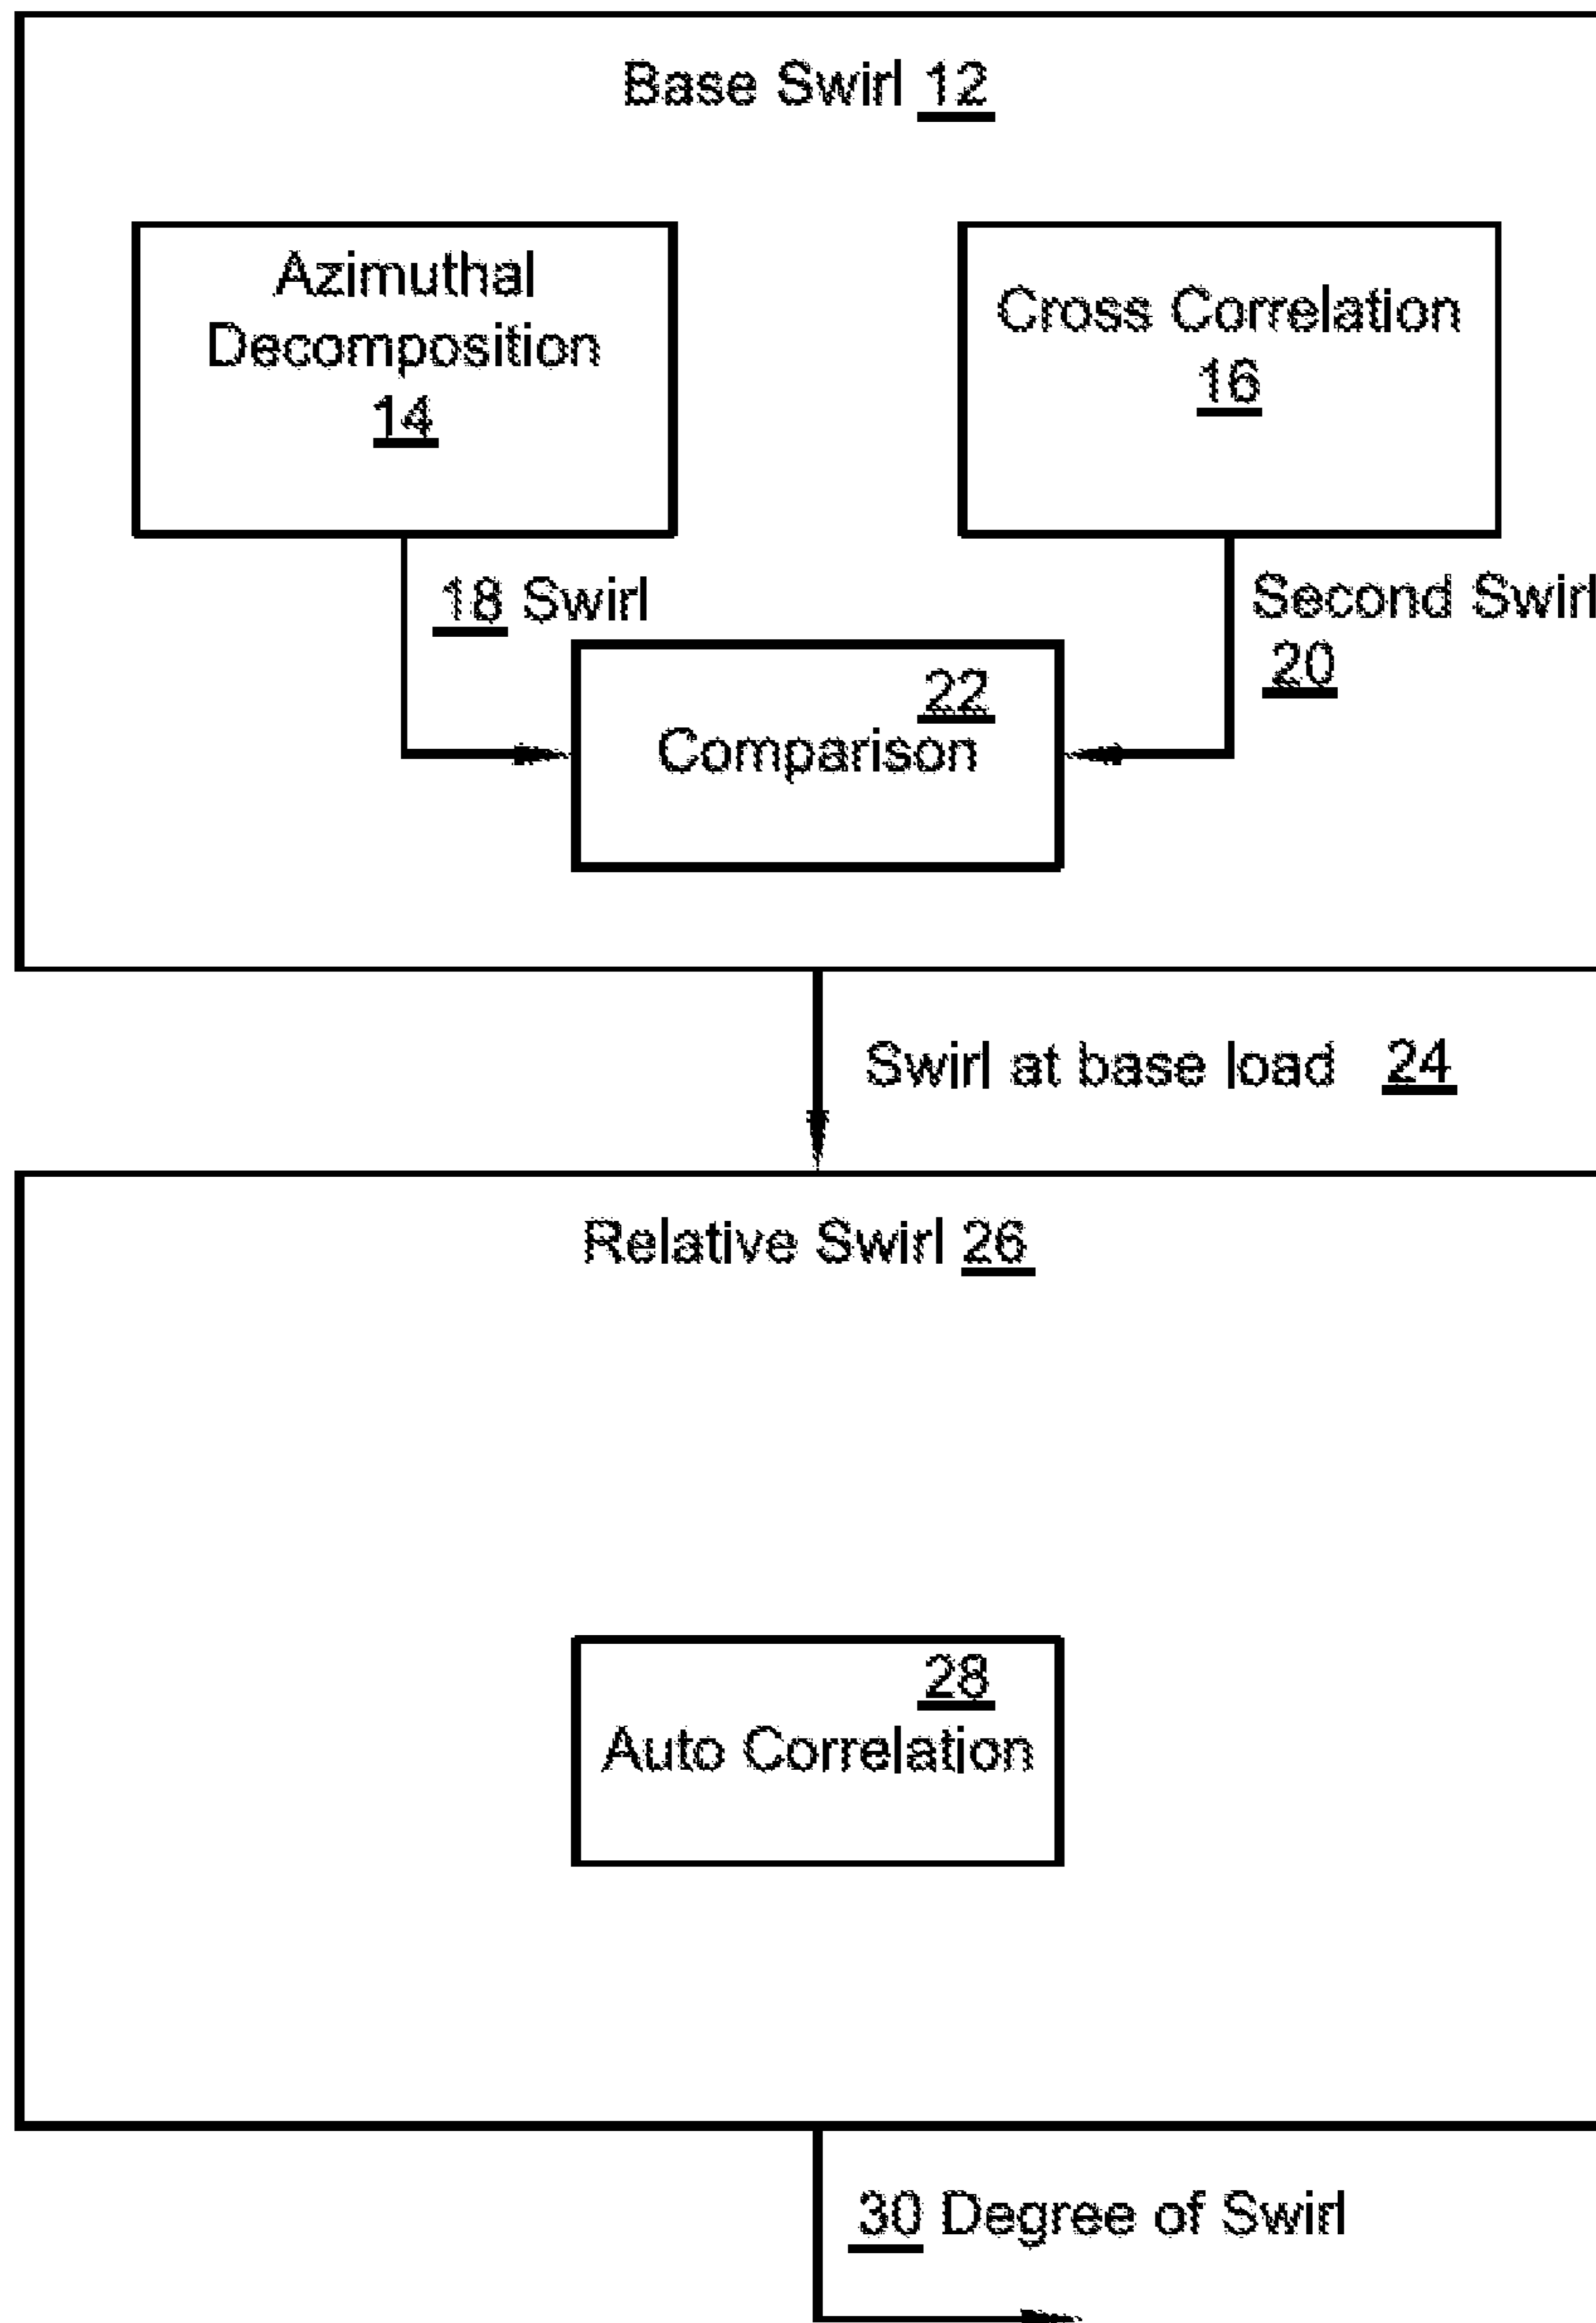 Base Swirl 12
Azimuthal
Decomposition
14
Cross Correlation
16
18 Swirl
Second Swirl
20
22
Comparison
Swirl at base load 24
Relative Swirl 26
28
Auto Correlation
30 Degree of Swirl